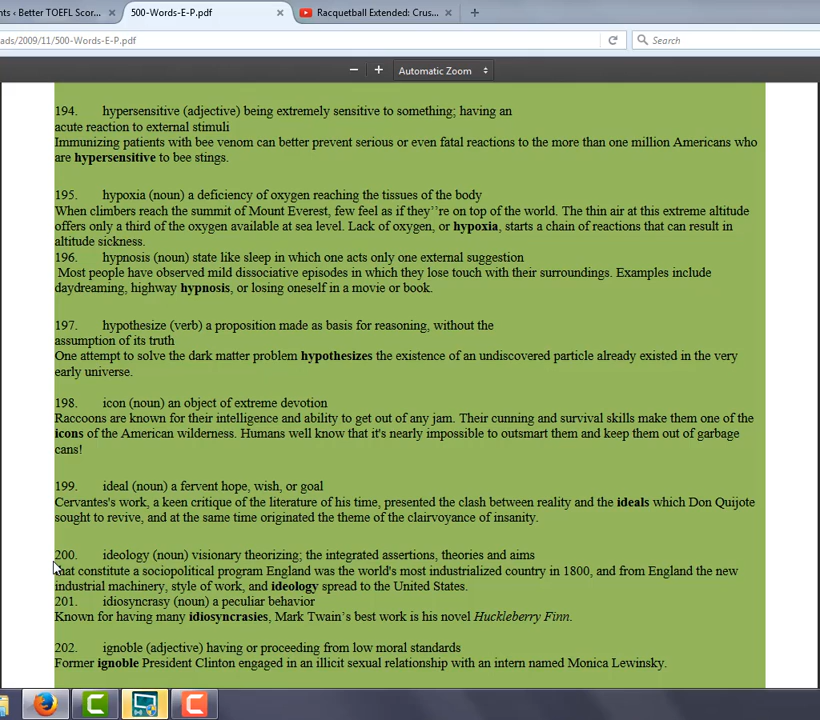 nts ‹ Better TOEFL Scor... × 500-Words-E-P.pdf × Racquetball Extended: Crus... × +
ads/2009/11/500-Words-E-P.pdf Search
− + Automatic Zoom
194. hypersensitive (adjective) being extremely sensitive to something; having an
acute reaction to external stimuli
Immunizing patients with bee venom can better prevent serious or even fatal reactions to the more than one million Americans who
are hypersensitive to bee stings.
195. hypoxia (noun) a deficiency of oxygen reaching the tissues of the body
When climbers reach the summit of Mount Everest, few feel as if they’’re on top of the world. The thin air at this extreme altitude
offers only a third of the oxygen available at sea level. Lack of oxygen, or hypoxia, starts a chain of reactions that can result in
altitude sickness.
196. hypnosis (noun) state like sleep in which one acts only one external suggestion
Most people have observed mild dissociative episodes in which they lose touch with their surroundings. Examples include
daydreaming, highway hypnosis, or losing oneself in a movie or book.
197. hypothesize (verb) a proposition made as basis for reasoning, without the
assumption of its truth
One attempt to solve the dark matter problem hypothesizes the existence of an undiscovered particle already existed in the very
early universe.
198. icon (noun) an object of extreme devotion
Raccoons are known for their intelligence and ability to get out of any jam. Their cunning and survival skills make them one of the
icons of the American wilderness. Humans well know that it's nearly impossible to outsmart them and keep them out of garbage
cans!
199. ideal (noun) a fervent hope, wish, or goal
Cervantes's work, a keen critique of the literature of his time, presented the clash between reality and the ideals which Don Quijote
sought to revive, and at the same time originated the theme of the clairvoyance of insanity.
200. ideology (noun) visionary theorizing; the integrated assertions, theories and aims
that constitute a sociopolitical program England was the world's most industrialized country in 1800, and from England the new
industrial machinery, style of work, and ideology spread to the United States.
201. idiosyncrasy (noun) a peculiar behavior
Known for having many idiosyncrasies, Mark Twain’s best work is his novel Huckleberry Finn.
202. ignoble (adjective) having or proceeding from low moral standards
Former ignoble President Clinton engaged in an illicit sexual relationship with an intern named Monica Lewinsky.